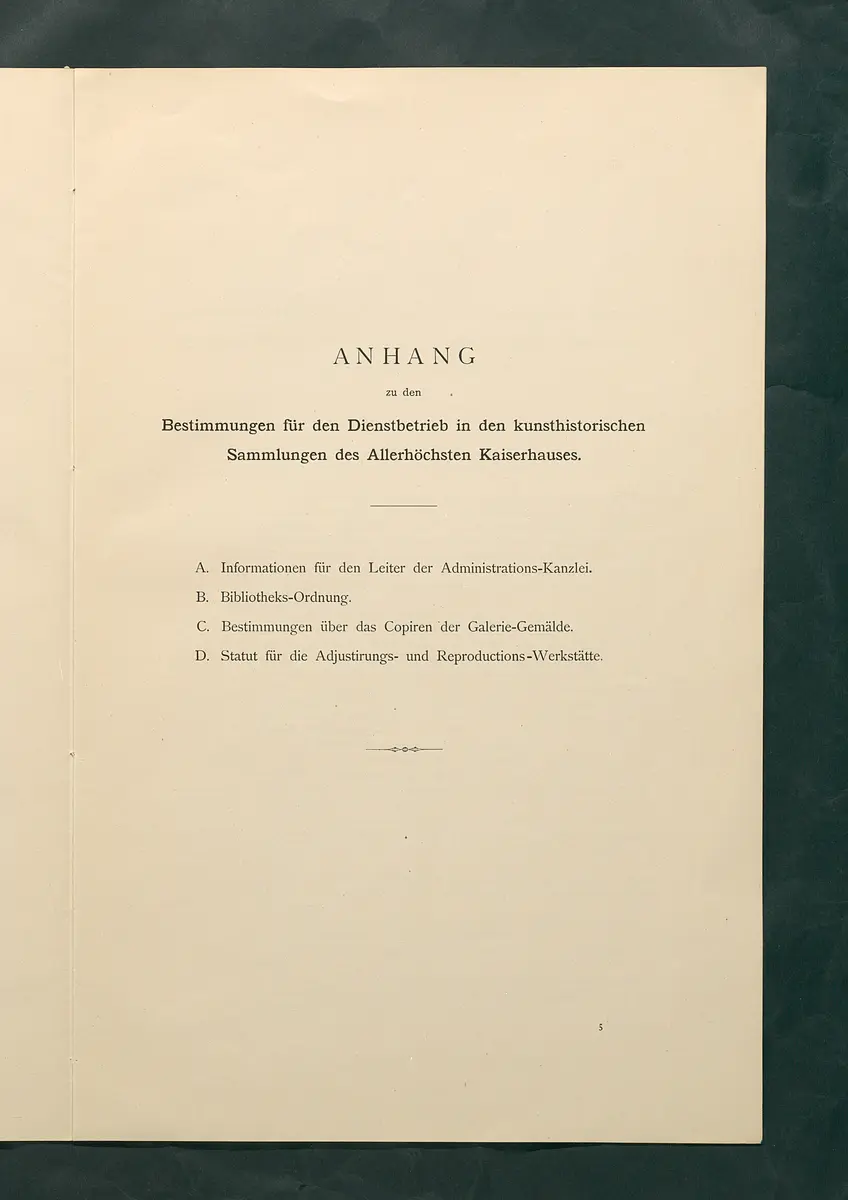 ANHANG
zu den
Bestimmungen für den Dienstbetrieb in den kunsthistorischen
Sammlungen des Allerhöchsten Kaiserhauses.
A. Informationen für den Leiter der Administrations-Kanzlei.
B. Bibliotheks-Ordnung.
C. Bestimmungen über das Copiren der Galerie-Gemälde.
D. Statut für die Adjustirungs- und Reproductions-Werkstätte.
5